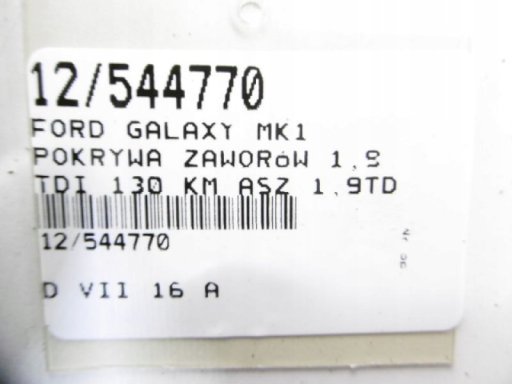 12/544770
FORD GALAXY MK1
POKRYWA ZAWORóW 1,9
TDI 130 KM ASZ 1.9TD
12/544770
D VII 16 A